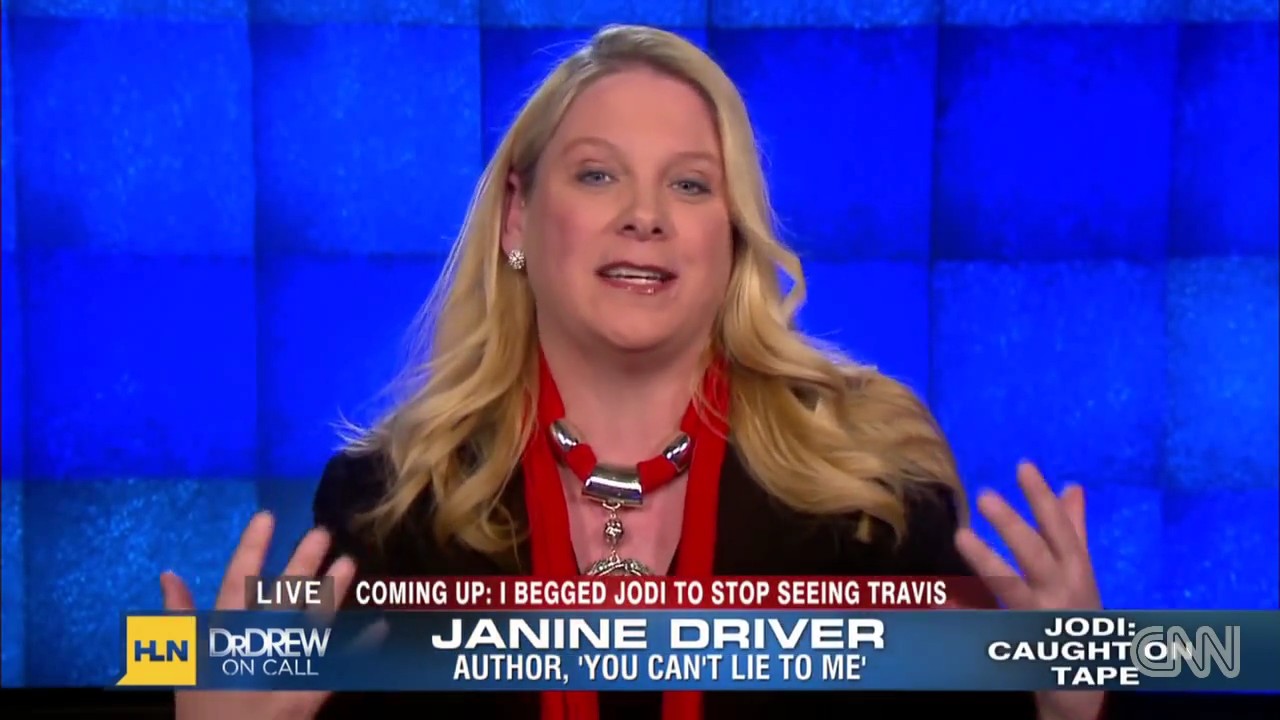 LIVE
COMING UP: I BEGGED JODI TO STOP SEEING TRAVIS
HLN
DRDREW
ON CALL
JANINE DRIVER
AUTHOR, 'YOU CAN'T LIE TO ME'
JODI:
CAUGHT ON
TAPE
CNN